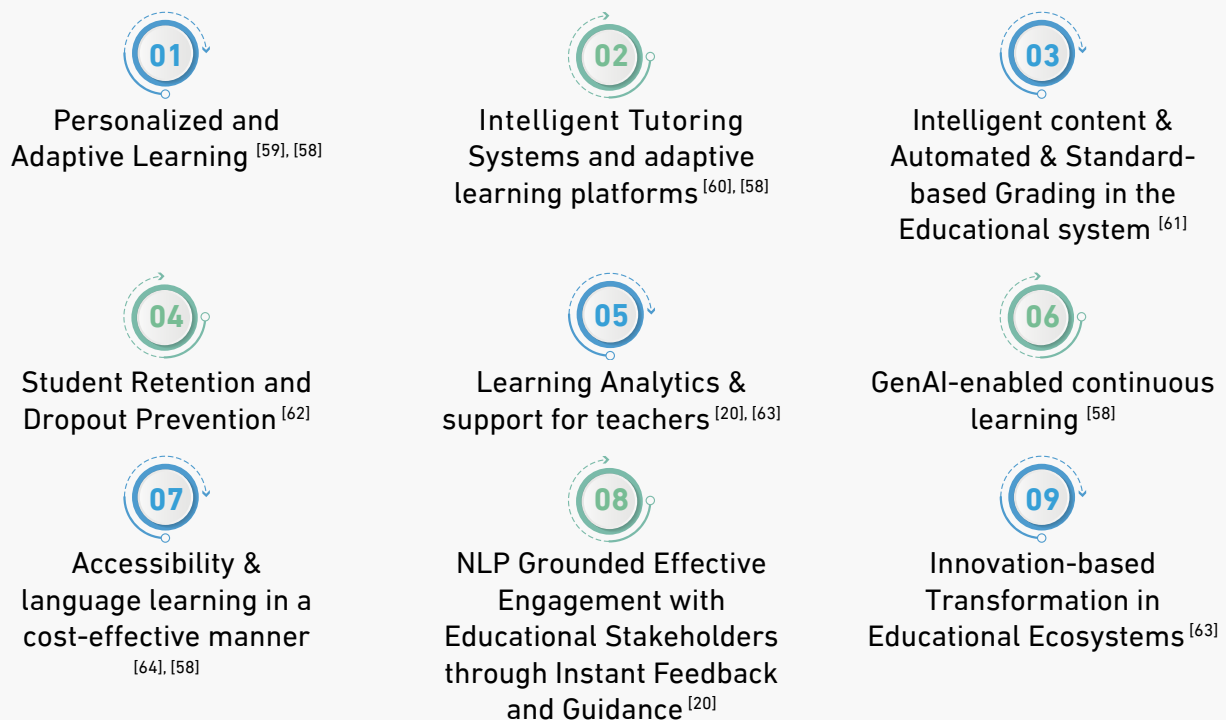 01
Personalized and
Adaptive Learning [59], [58]
02
Intelligent Tutoring
Systems and adaptive
learning platforms [60], [58]
03
Intelligent content &
Automated & Standard-
based Grading in the
Educational system [61]
04
Student Retention and
Dropout Prevention [62]
05
Learning Analytics &
support for teachers [20], [63]
06
GenAI-enabled continuous
learning [58]
07
Accessibility &
language learning in a
cost-effective manner
[64], [58]
08
NLP Grounded Effective
Engagement with
Educational Stakeholders
through Instant Feedback
and Guidance [20]
09
Innovation-based
Transformation in
Educational Ecosystems [63]